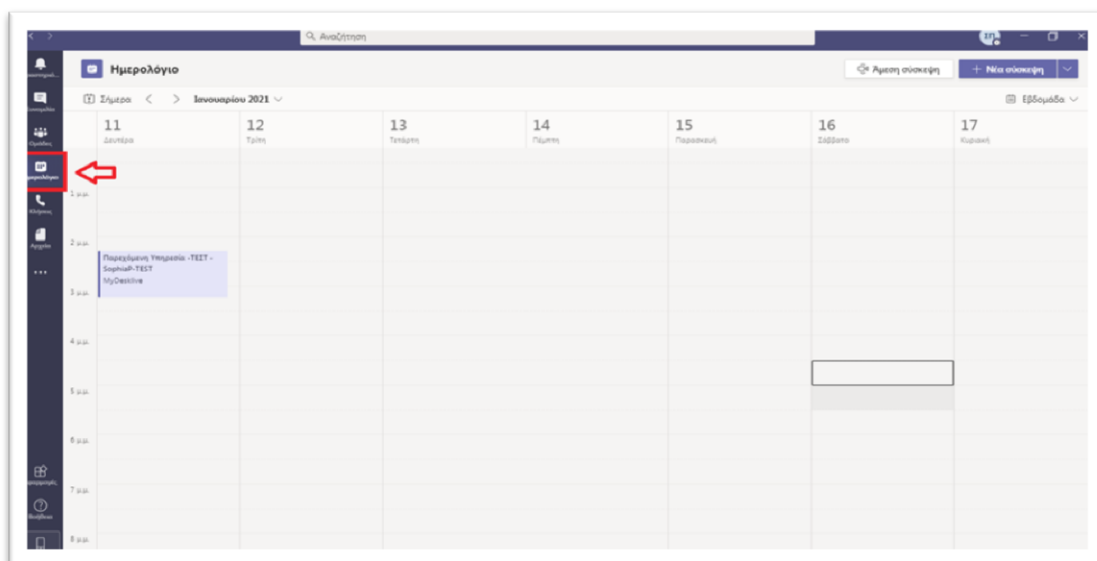 Αναζήτηση
Ημερολόγιο
Άμεση σύσκεψη
+ Νέα σύσκεψη
Σήμερα
Ιανουαρίου 2021
Εβδομάδα
11
Δευτέρα
12
Τρίτη
13
Τετάρτη
14
Πέμπτη
15
Παρασκευή
16
Σάββατο
17
Κυριακή
Ομάδες
Κλήσεις
Αρχεία
1 μ.μ.
2 μ.μ.
Παρεχόμενη Υπηρεσία -ΤΕΣΤ -
SophiaP-TEST
MyDesklive
3 μ.μ.
4 μ.μ.
5 μ.μ.
6 μ.μ.
7 μ.μ.
8 μ.μ.